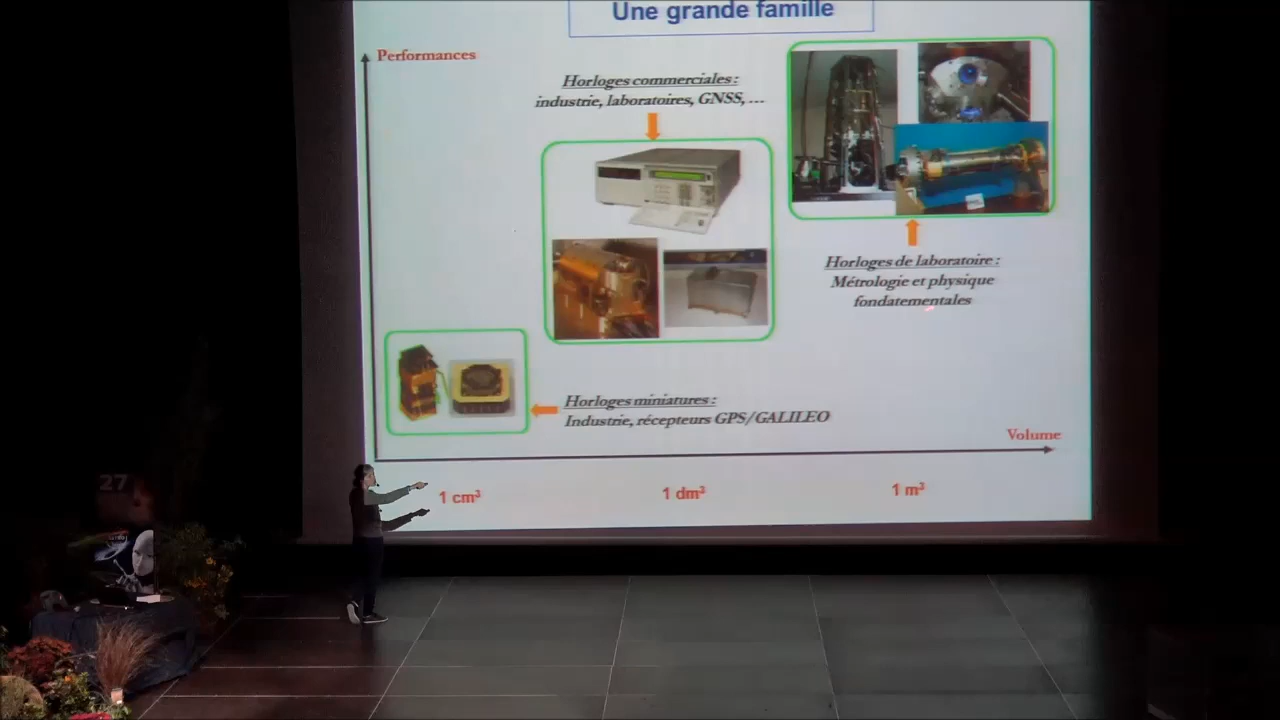 Une grande famille
Performances
Horloges commerciales :
industrie, laboratoires, GNSS, ...
Horloges de laboratoire :
Métrologie et physique
fondatementales
Horloges miniatures :
Industrie, récepteurs GPS/GALILEO
Volume
1 cm³
1 dm³
1 m³
27